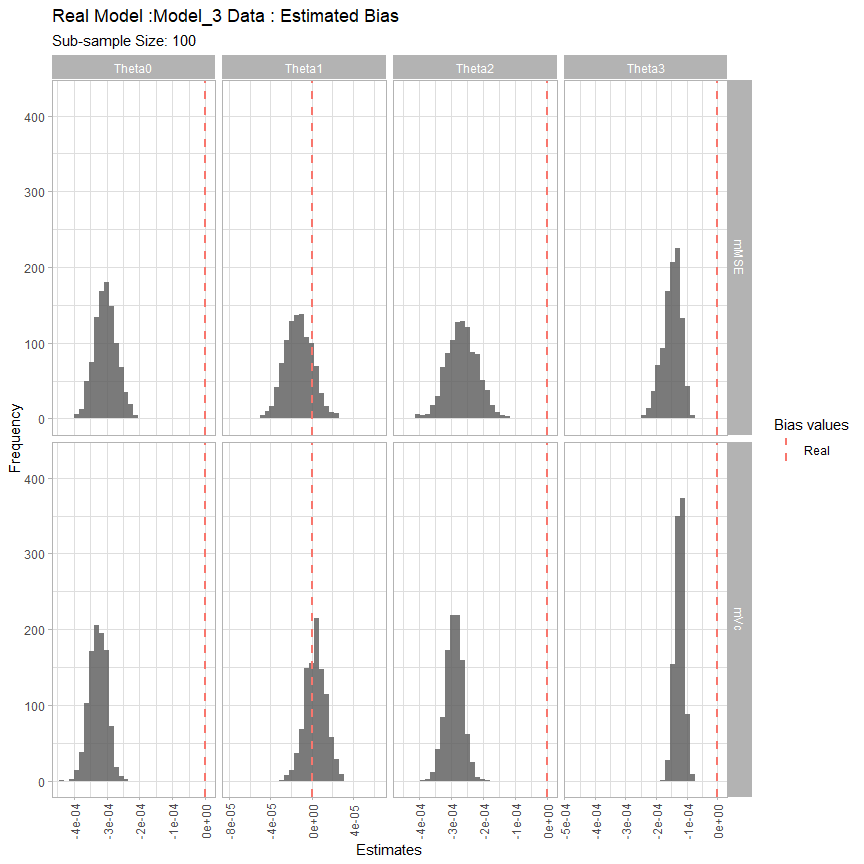 Real Model :Model_3 Data : Estimated Bias
Sub-sample Size: 100
Theta0 Theta1 Theta2 Theta3
400
300
200
100
0
mMSE
400
300
200
100
0
mVc
Frequency
-4e-04 -3e-04 -2e-04 -1e-04 0e+00
-8e-05 -4e-05 0e+00 4e-05
-4e-04 -3e-04 -2e-04 -1e-04 0e+00
-5e-04 -4e-04 -3e-04 -2e-04 -1e-04 0e+00
Estimates
Bias values
Real